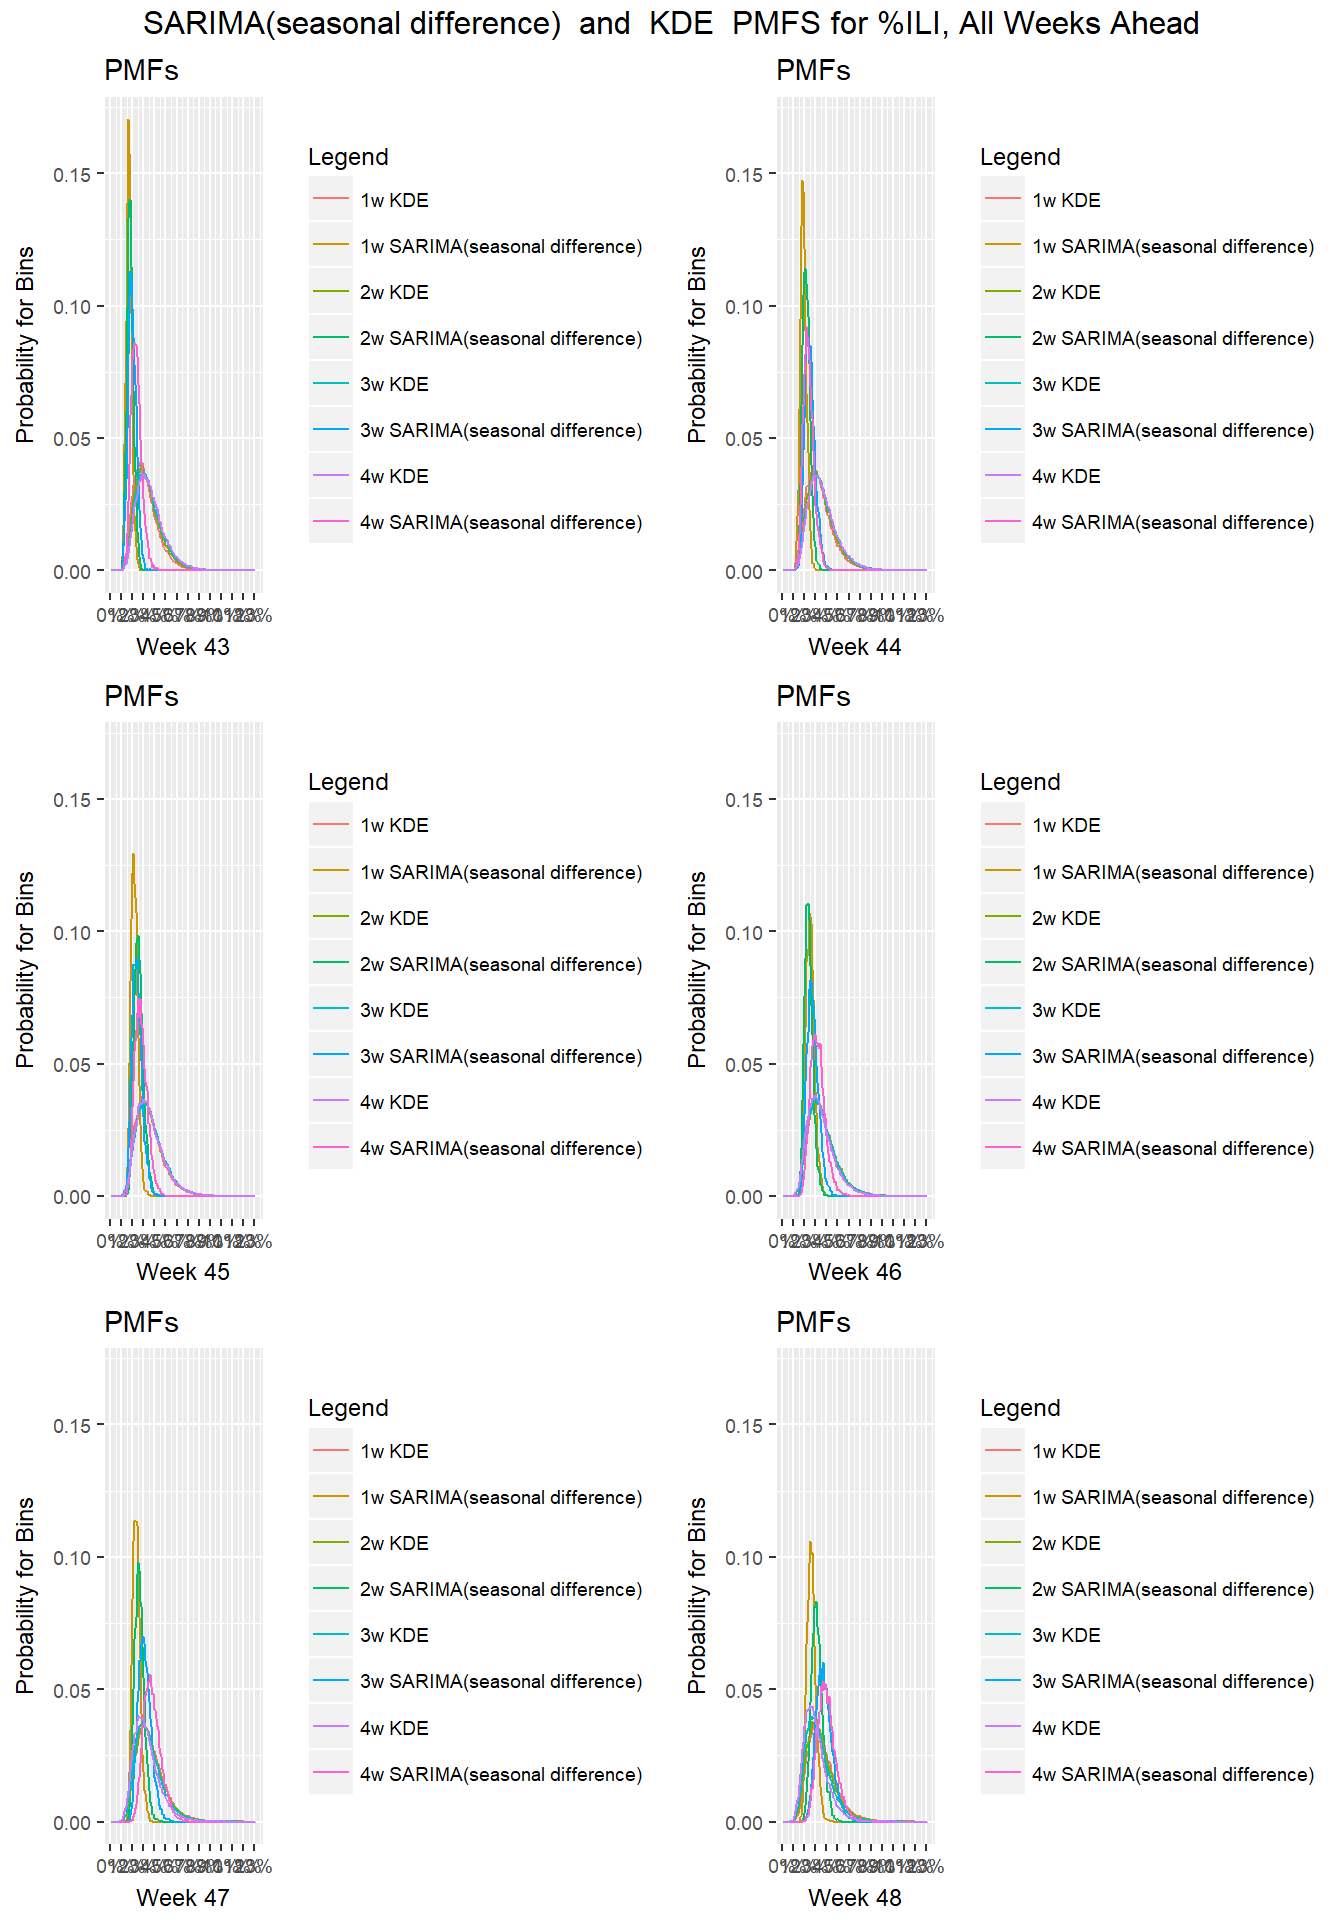 SARIMA(seasonal difference)  and  KDE  PMFS for %ILI, All Weeks Ahead
PMFs
Probability for Bins
0.15
0.10
0.05
0.00
Week 43
Legend
1w KDE
1w SARIMA(seasonal difference)
2w KDE
2w SARIMA(seasonal difference)
3w KDE
3w SARIMA(seasonal difference)
4w KDE
4w SARIMA(seasonal difference)
PMFs
Probability for Bins
0.15
0.10
0.05
0.00
Week 44
Legend
1w KDE
1w SARIMA(seasonal difference)
2w KDE
2w SARIMA(seasonal difference)
3w KDE
3w SARIMA(seasonal difference)
4w KDE
4w SARIMA(seasonal difference)
PMFs
Probability for Bins
0.15
0.10
0.05
0.00
Week 45
Legend
1w KDE
1w SARIMA(seasonal difference)
2w KDE
2w SARIMA(seasonal difference)
3w KDE
3w SARIMA(seasonal difference)
4w KDE
4w SARIMA(seasonal difference)
PMFs
Probability for Bins
0.15
0.10
0.05
0.00
Week 46
Legend
1w KDE
1w SARIMA(seasonal difference)
2w KDE
2w SARIMA(seasonal difference)
3w KDE
3w SARIMA(seasonal difference)
4w KDE
4w SARIMA(seasonal difference)
PMFs
Probability for Bins
0.15
0.10
0.05
0.00
Week 47
Legend
1w KDE
1w SARIMA(seasonal difference)
2w KDE
2w SARIMA(seasonal difference)
3w KDE
3w SARIMA(seasonal difference)
4w KDE
4w SARIMA(seasonal difference)
PMFs
Probability for Bins
0.15
0.10
0.05
0.00
Week 48
Legend
1w KDE
1w SARIMA(seasonal difference)
2w KDE
2w SARIMA(seasonal difference)
3w KDE
3w SARIMA(seasonal difference)
4w KDE
4w SARIMA(seasonal difference)